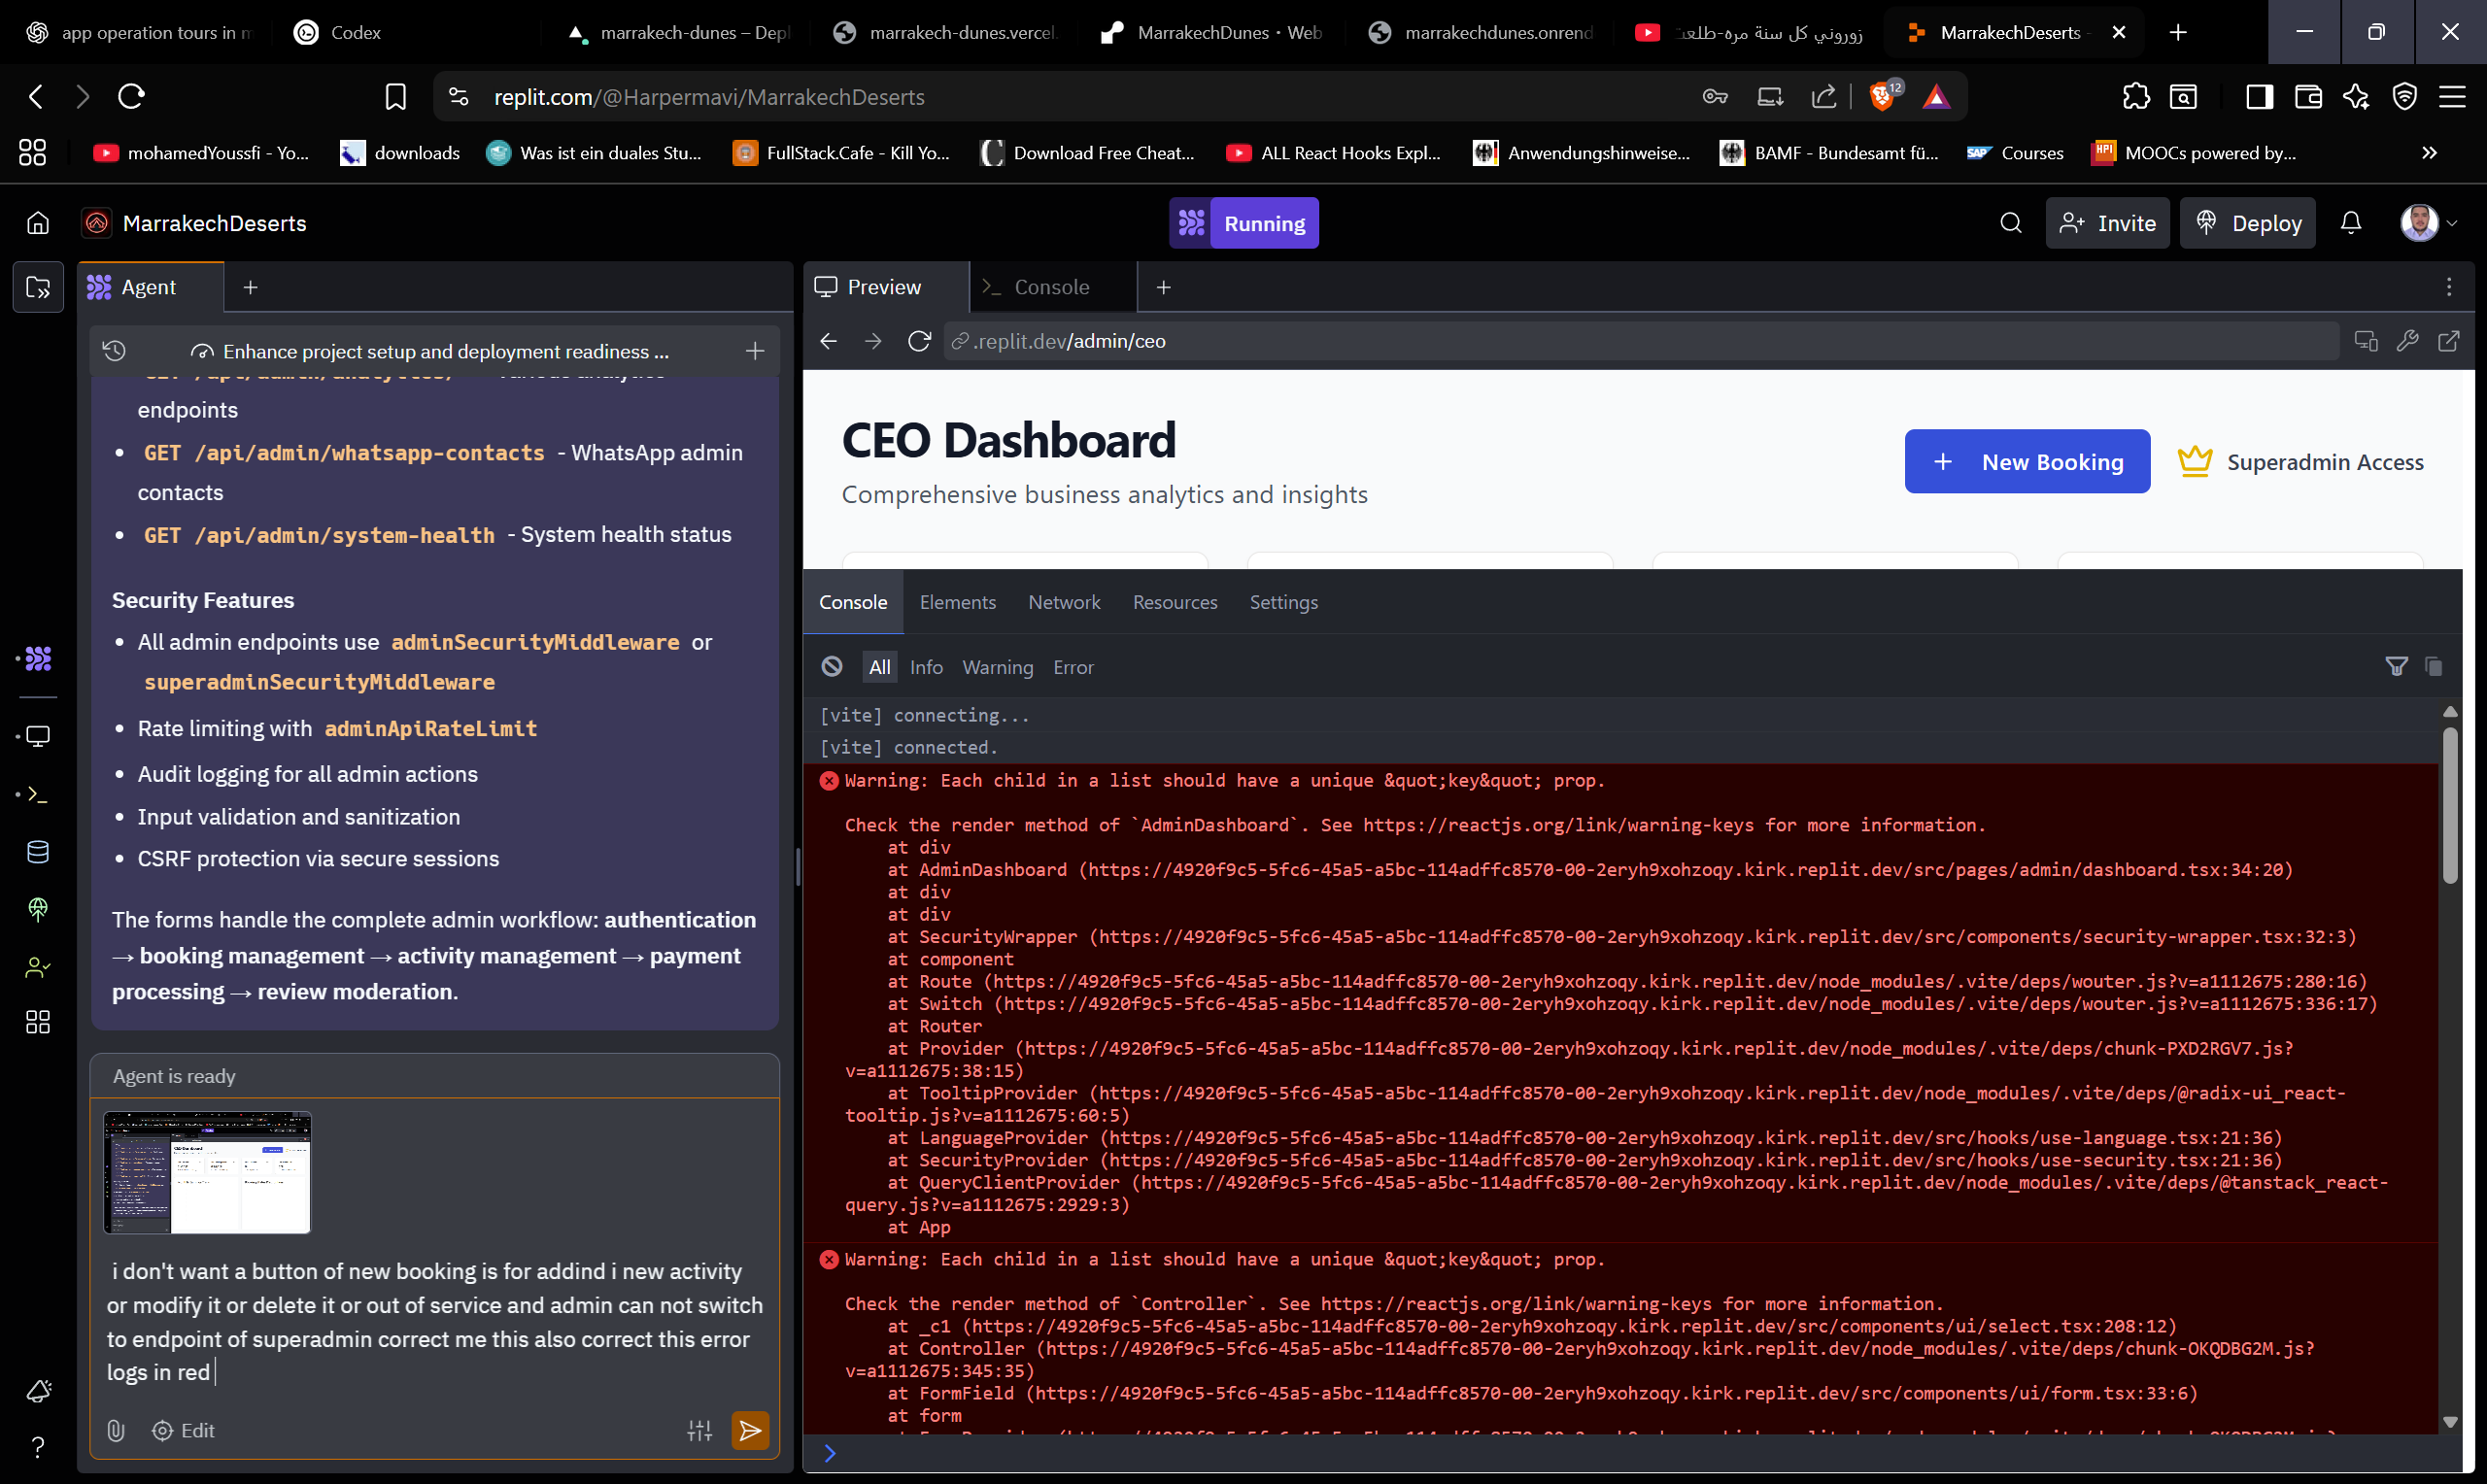 app operation tours in m
Codex
marrakech-dunes – Depl
marrakech-dunes.vercel.
MarrakechDunes • Web
marrakechdunes.onrend
زوروني كل سنة مره-طلعت
MarrakechDeserts -
replit.com/@Harpermavi/MarrakechDeserts
12
mohamedYoussfi - Yo...
downloads
Was ist ein duales Stu...
FullStack.Cafe - Kill Yo...
Download Free Cheat...
ALL React Hooks Expl...
Anwendungshinweise...
BAMF - Bundesamt fü...
SAP Courses
HPI MOOCs powered by...
MarrakechDeserts
Running
Invite
Deploy
Agent
Enhance project setup and deployment readiness ...
endpoints
• GET /api/admin/whatsapp-contacts - WhatsApp admin
contacts
• GET /api/admin/system-health - System health status
Security Features
• All admin endpoints use adminSecurityMiddleware or
superadminSecurityMiddleware
• Rate limiting with adminApiRateLimit
• Audit logging for all admin actions
• Input validation and sanitization
• CSRF protection via secure sessions
The forms handle the complete admin workflow: authentication
→ booking management → activity management → payment
processing → review moderation.
Agent is ready
i don't want a button of new booking is for addind i new activity
or modify it or delete it or out of service and admin can not switch
to endpoint of superadmin correct me this also correct this error
logs in red
Edit
Preview
Console
.replit.dev/admin/ceo
CEO Dashboard
Comprehensive business analytics and insights
+ New Booking
Superadmin Access
Console Elements Network Resources Settings
All Info Warning Error
[vite] connecting...
[vite] connected.
Warning: Each child in a list should have a unique &quot;key&quot; prop.
Check the render method of `AdminDashboard`. See https://reactjs.org/link/warning-keys for more information.
at div
at AdminDashboard (https://4920f9c5-5fc6-45a5-a5bc-114adffc8570-00-2eryh9xohzoqy.kirk.replit.dev/src/pages/admin/dashboard.tsx:34:20)
at div
at div
at SecurityWrapper (https://4920f9c5-5fc6-45a5-a5bc-114adffc8570-00-2eryh9xohzoqy.kirk.replit.dev/src/components/security-wrapper.tsx:32:3)
at component
at Route (https://4920f9c5-5fc6-45a5-a5bc-114adffc8570-00-2eryh9xohzoqy.kirk.replit.dev/node_modules/.vite/deps/wouter.js?v=a1112675:280:16)
at Switch (https://4920f9c5-5fc6-45a5-a5bc-114adffc8570-00-2eryh9xohzoqy.kirk.replit.dev/node_modules/.vite/deps/wouter.js?v=a1112675:336:17)
at Router
at Provider (https://4920f9c5-5fc6-45a5-a5bc-114adffc8570-00-2eryh9xohzoqy.kirk.replit.dev/node_modules/.vite/deps/chunk-PXD2RGV7.js?
v=a1112675:38:15)
at TooltipProvider (https://4920f9c5-5fc6-45a5-a5bc-114adffc8570-00-2eryh9xohzoqy.kirk.replit.dev/node_modules/.vite/deps/@radix-ui_react-
tooltip.js?v=a1112675:60:5)
at LanguageProvider (https://4920f9c5-5fc6-45a5-a5bc-114adffc8570-00-2eryh9xohzoqy.kirk.replit.dev/src/hooks/use-language.tsx:21:36)
at SecurityProvider (https://4920f9c5-5fc6-45a5-a5bc-114adffc8570-00-2eryh9xohzoqy.kirk.replit.dev/src/hooks/use-security.tsx:21:36)
at QueryClientProvider (https://4920f9c5-5fc6-45a5-a5bc-114adffc8570-00-2eryh9xohzoqy.kirk.replit.dev/node_modules/.vite/deps/@tanstack_react-
query.js?v=a1112675:2929:3)
at App
Warning: Each child in a list should have a unique &quot;key&quot; prop.
Check the render method of `Controller`. See https://reactjs.org/link/warning-keys for more information.
at _c1 (https://4920f9c5-5fc6-45a5-a5bc-114adffc8570-00-2eryh9xohzoqy.kirk.replit.dev/src/components/ui/select.tsx:208:12)
at Controller (https://4920f9c5-5fc6-45a5-a5bc-114adffc8570-00-2eryh9xohzoqy.kirk.replit.dev/node_modules/.vite/deps/chunk-OKQDBG2M.js?
v=a1112675:345:35)
at FormField (https://4920f9c5-5fc6-45a5-a5bc-114adffc8570-00-2eryh9xohzoqy.kirk.replit.dev/src/components/ui/form.tsx:33:6)
at form